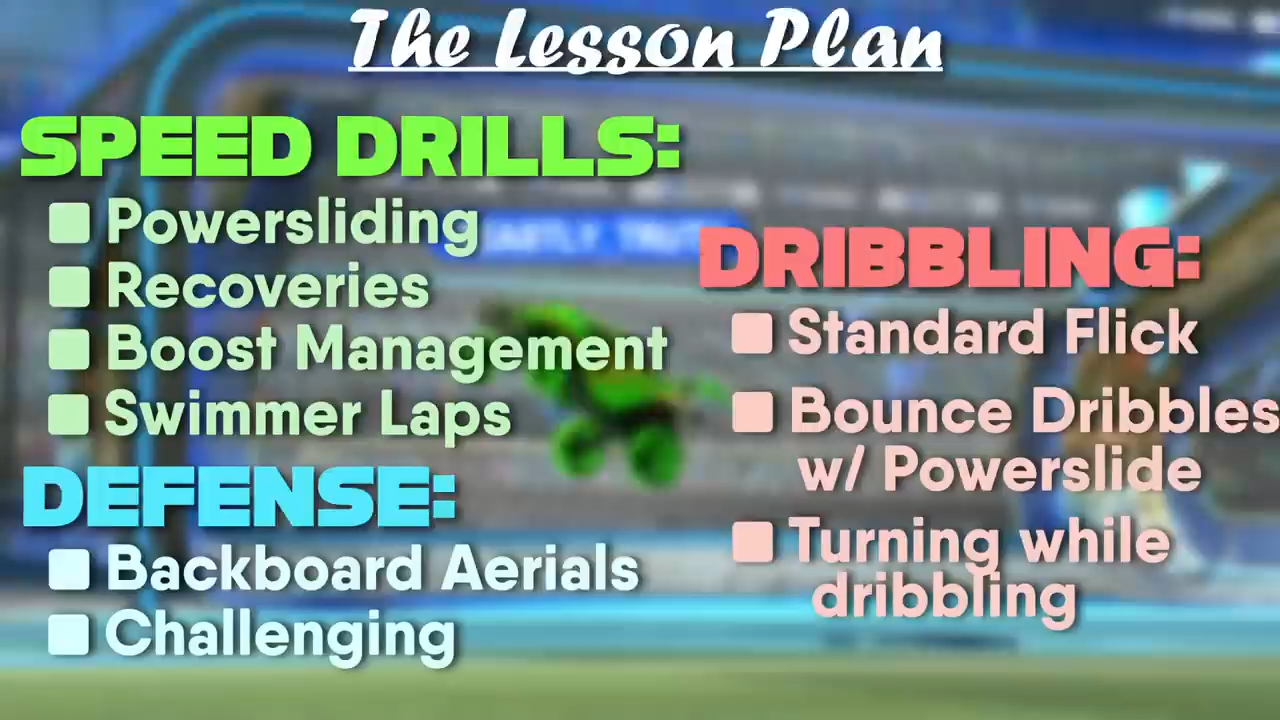 The Lesson Plan
SPEED DRILLS:
Powersliding
Recoveries
Boost Management
Swimmer Laps
DEFENSE:
Backboard Aerials
Challenging
DRIBBLING:
Standard Flick
Bounce Dribbles
w/ Powerslide
Turning while
dribbling